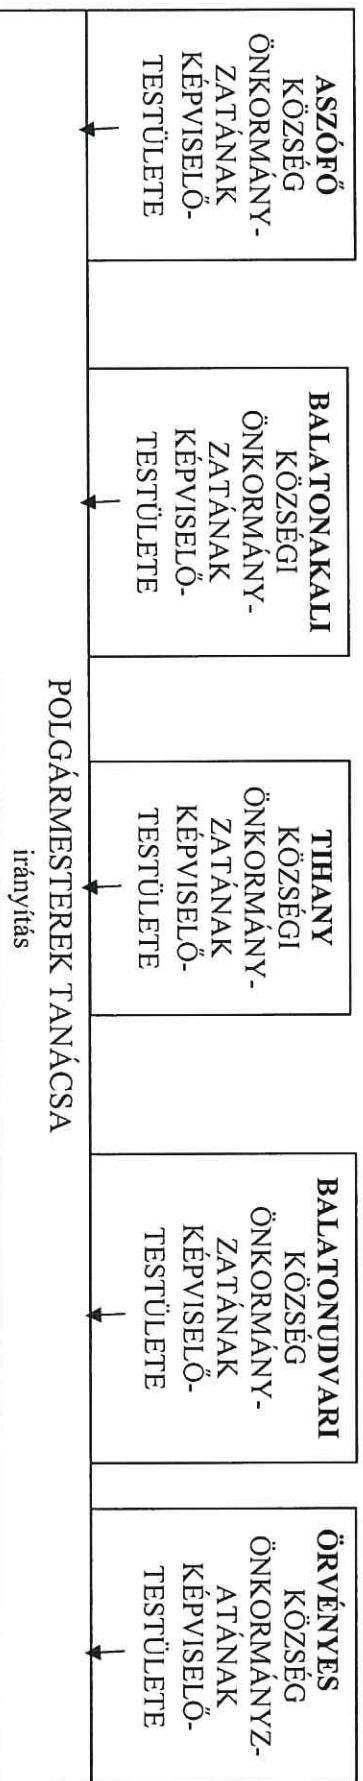 ASZÓFŐ
KÖZSÉG
ÖNKORMÁNY-
ZATÁNAK
KÉPVISELŐ-
TESTÜLETE
BALATONAKALI
KÖZSÉGI
ÖNKORMÁNY-
ZATÁNAK
KÉPVISELŐ-
TESTÜLETE
TIHANY
KÖZSÉGI
ÖNKORMÁNY-
ZATÁNAK
KÉPVISELŐ-
TESTÜLETE
BALATONUDVARI
KÖZSÉG
ÖNKORMÁNY-
ZATÁNAK
KÉPVISELŐ-
TESTÜLETE
ÖRVÉNYES
KÖZSÉG
ÖNKORMÁNYZ-
ATÁNAK
KÉPVISELŐ-
TESTÜLETE
POLGÁRMESTEREK TANÁCSA
irányítás